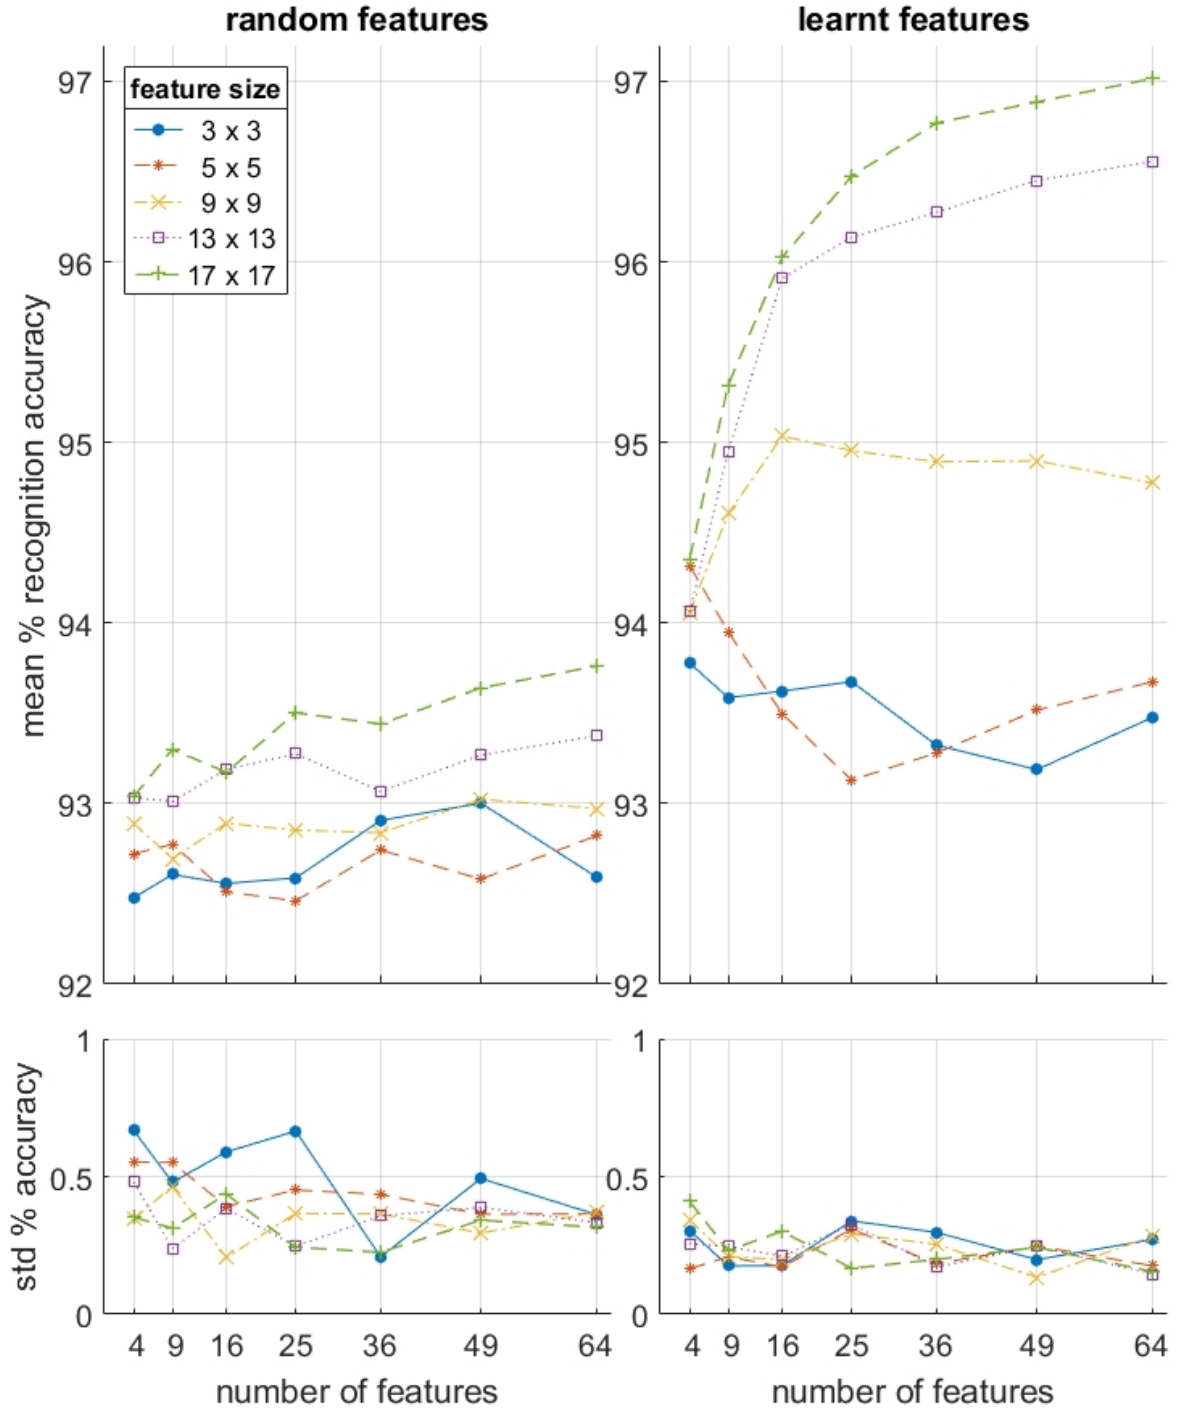 random features
learnt features
97
96
95
94
93
92
mean % recognition accuracy
feature size
3 x 3
5 x 5
9 x 9
13 x 13
17 x 17
97
96
95
94
93
92
1
0.5
0
std % accuracy
4 9 16 25 36 49 64
number of features
1
0.5
0
4 9 16 25 36 49 64
number of features